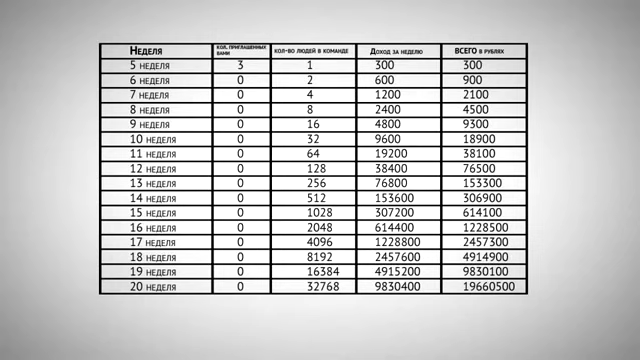 Неделя кол. приглашенных вами кол-во людей в команде Доход за неделю ВСЕГО в рублях
5 неделя 3 1 300 300
6 неделя 0 2 600 900
7 неделя 0 4 1200 2100
8 неделя 0 8 2400 4500
9 неделя 0 16 4800 9300
10 неделя 0 32 9600 18900
11 неделя 0 64 19200 38100
12 неделя 0 128 38400 76500
13 неделя 0 256 76800 153300
14 неделя 0 512 153600 306900
15 неделя 0 1028 307200 614100
16 неделя 0 2048 614400 1228500
17 неделя 0 4096 1228800 2457300
18 неделя 0 8192 2457600 4914900
19 неделя 0 16384 4915200 9830100
20 неделя 0 32768 9830400 19660500